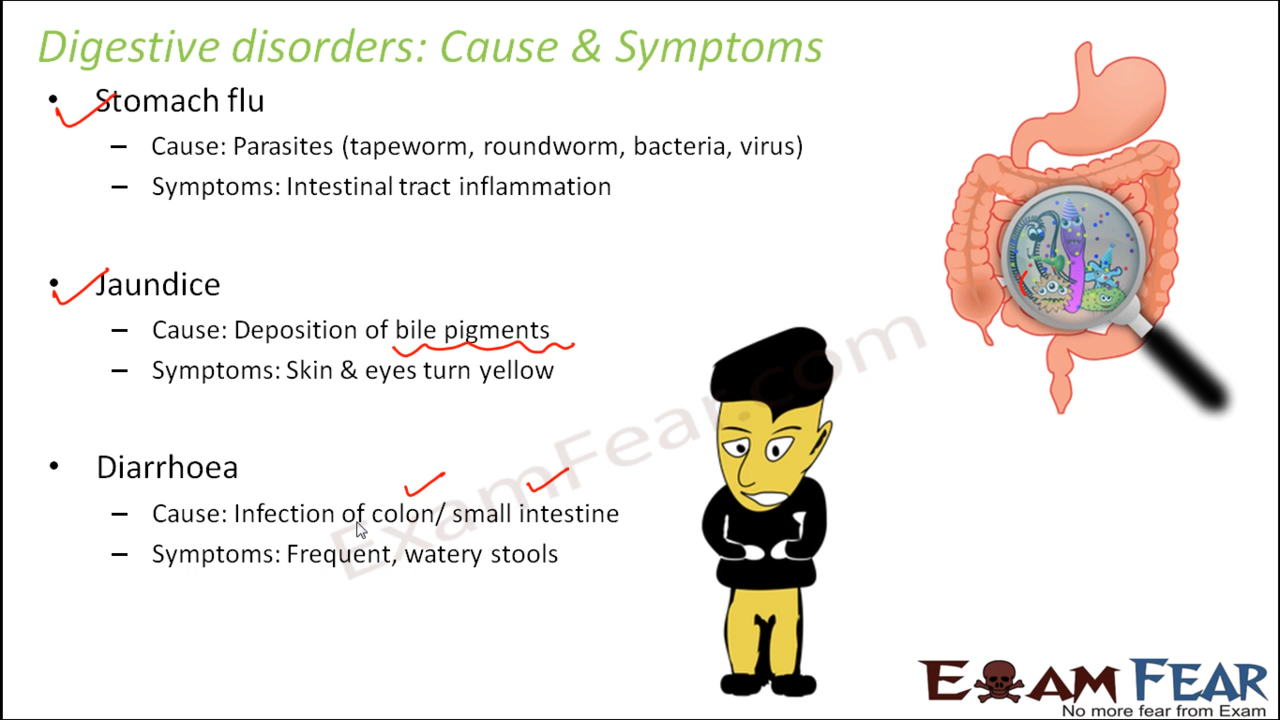 Digestive disorders: Cause & Symptoms
• Stomach flu
– Cause: Parasites (tapeworm, roundworm, bacteria, virus)
– Symptoms: Intestinal tract inflammation
• Jaundice
– Cause: Deposition of bile pigments
– Symptoms: Skin & eyes turn yellow
• Diarrhoea
– Cause: Infection of colon/ small intestine
– Symptoms: Frequent, watery stools
ExamFear.com
EXAM FEAR
No more fear from Exam